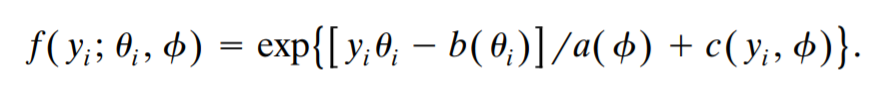 f(yᵢ; θᵢ, ϕ) = exp{[yᵢθᵢ − b(θᵢ)]/a(ϕ) + c(yᵢ, ϕ)}.